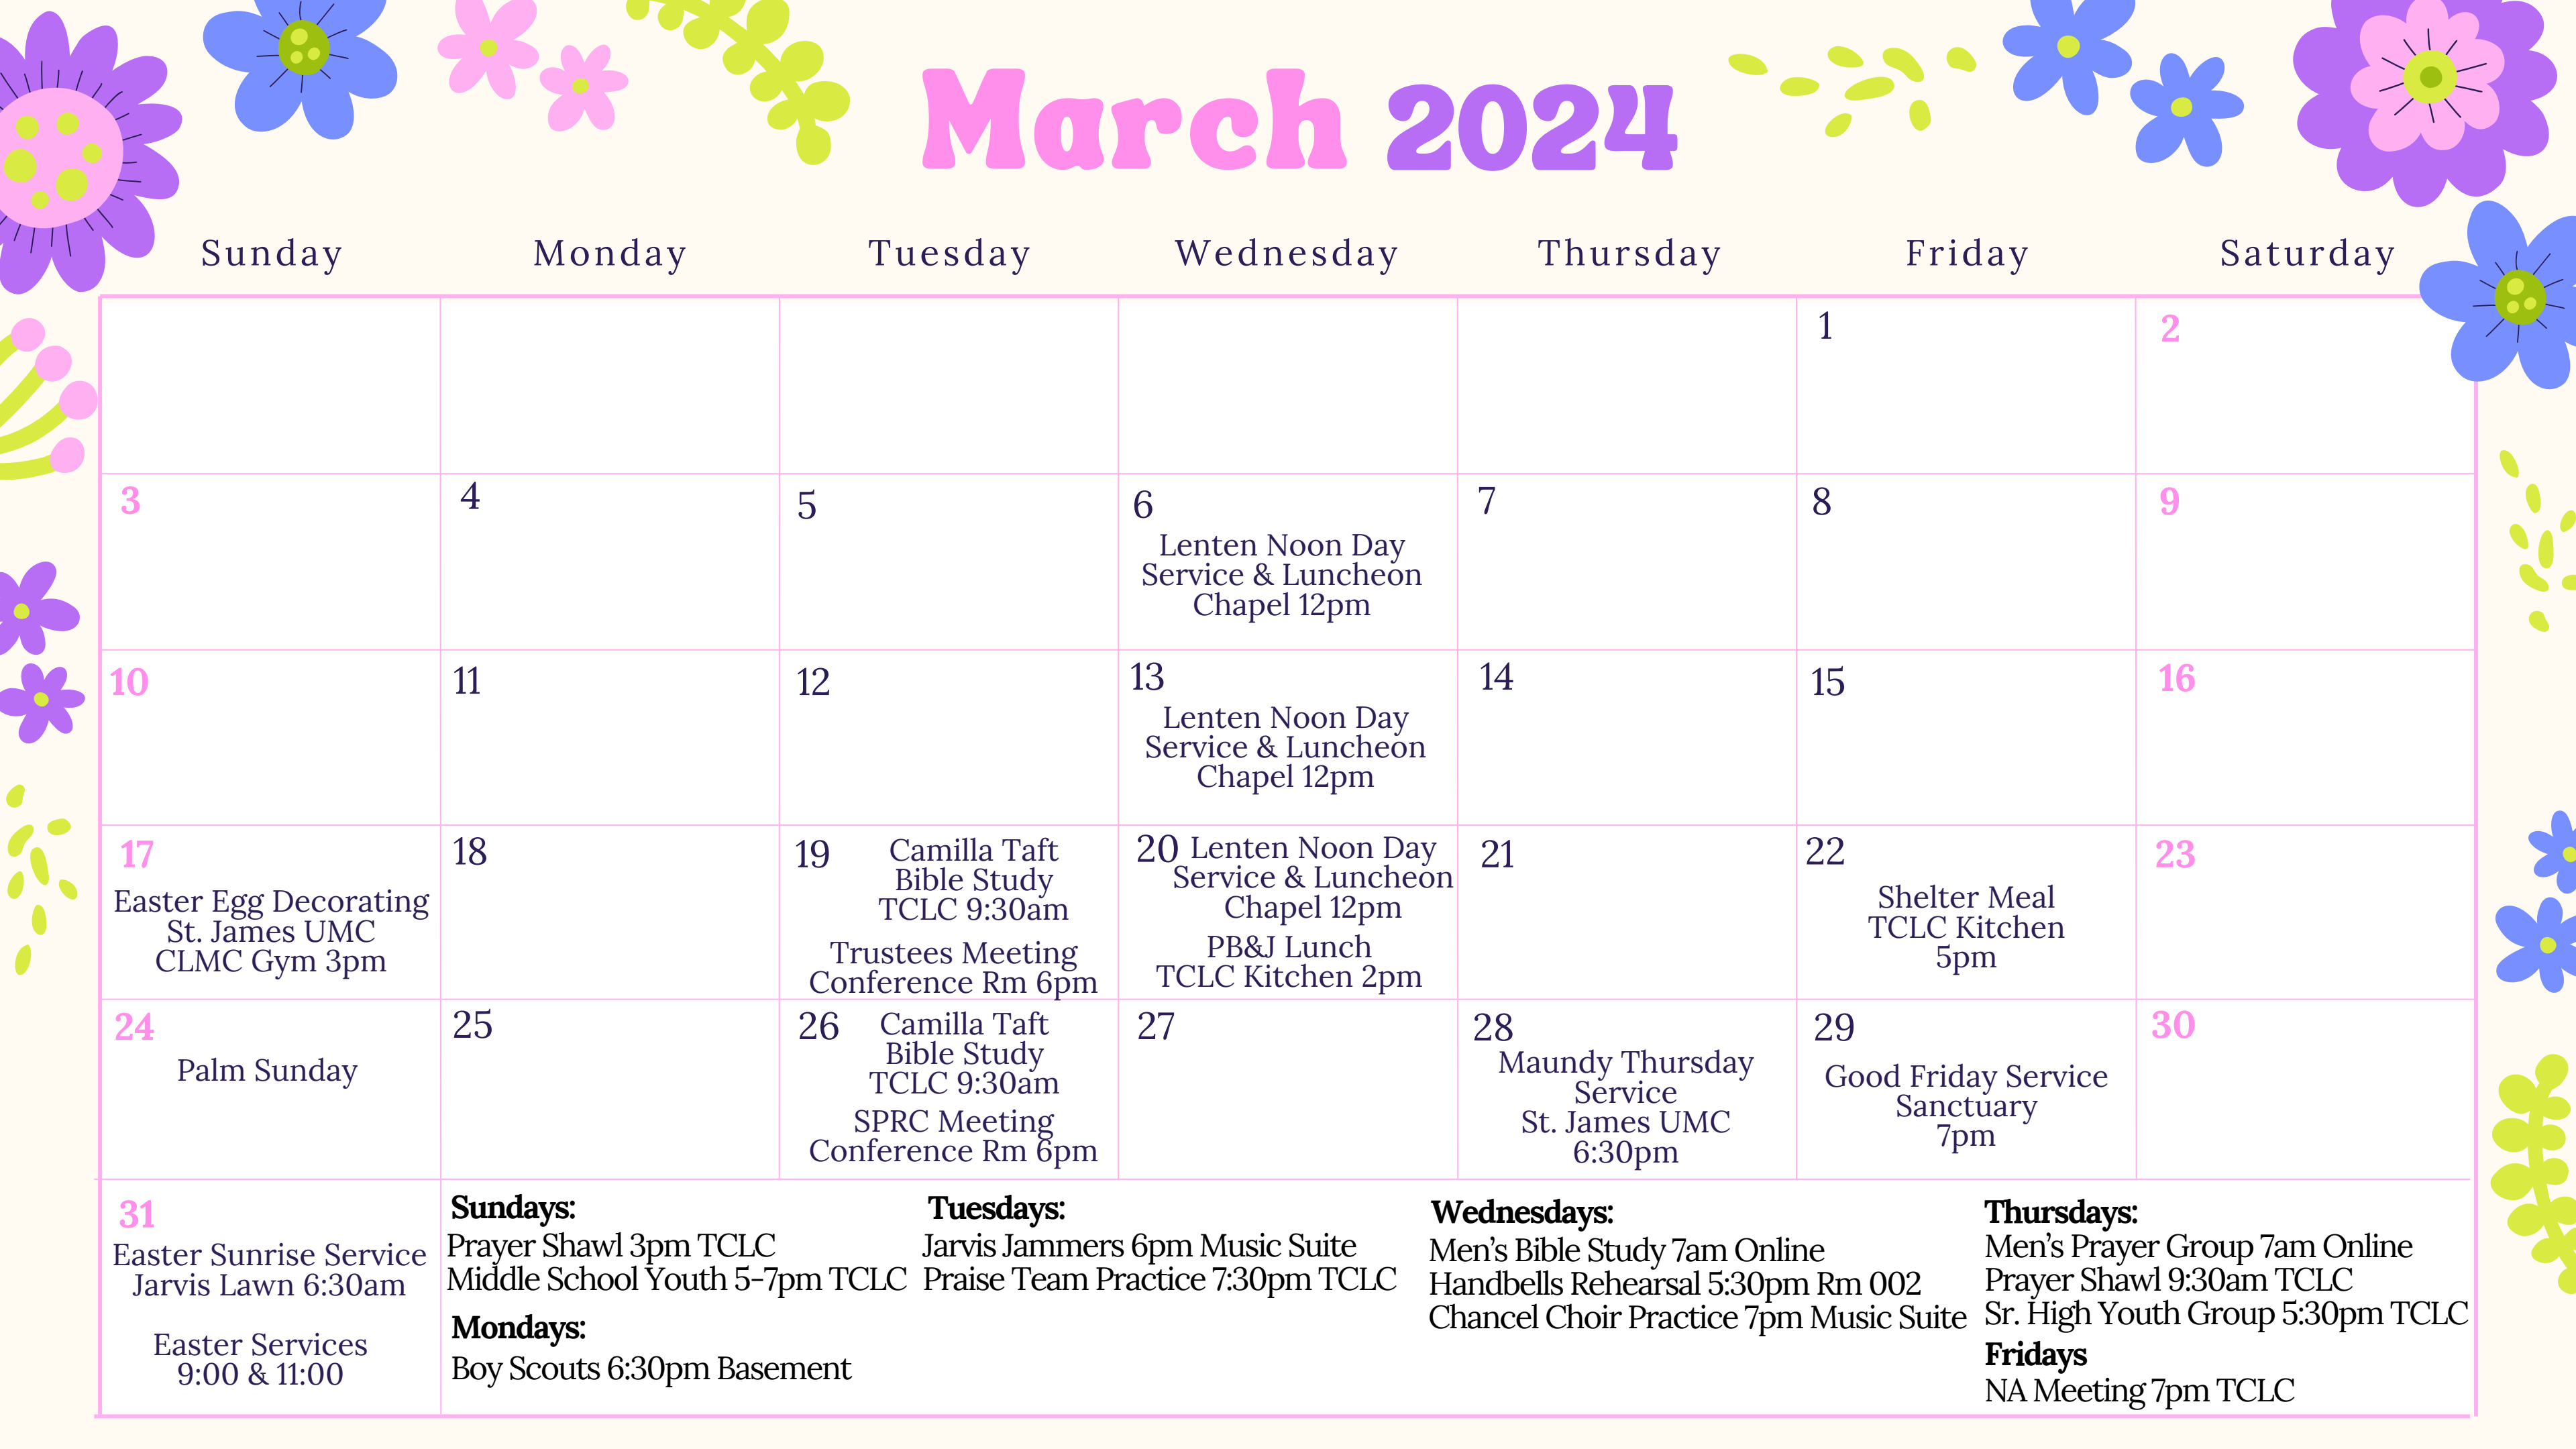 March 2024
Sunday Monday Tuesday Wednesday Thursday Friday Saturday
1
2
3
4
5
6
Lenten Noon Day
Service & Luncheon
Chapel 12pm
7
8
9
10
11
12
13
Lenten Noon Day
Service & Luncheon
Chapel 12pm
14
15
16
17
Easter Egg Decorating
St. James UMC
CLMC Gym 3pm
18
19
Camilla Taft
Bible Study
TCLC 9:30am
Trustees Meeting
Conference Rm 6pm
20 Lenten Noon Day
Service & Luncheon
Chapel 12pm
PB&J Lunch
TCLC Kitchen 2pm
21
22
Shelter Meal
TCLC Kitchen
5pm
23
24
Palm Sunday
25
26
Camilla Taft
Bible Study
TCLC 9:30am
SPRC Meeting
Conference Rm 6pm
27
28
Maundy Thursday
Service
St. James UMC
6:30pm
29
Good Friday Service
Sanctuary
7pm
30
31
Easter Sunrise Service
Jarvis Lawn 6:30am
Easter Services
9:00 & 11:00
Sundays:
Prayer Shawl 3pm TCLC
Middle School Youth 5-7pm TCLC
Mondays:
Boy Scouts 6:30pm Basement
Tuesdays:
Jarvis Jammers 6pm Music Suite
Praise Team Practice 7:30pm TCLC
Wednesdays:
Men's Bible Study 7am Online
Handbells Rehearsal 5:30pm Rm 002
Chancel Choir Practice 7pm Music Suite
Thursdays:
Men's Prayer Group 7am Online
Prayer Shawl 9:30am TCLC
Sr. High Youth Group 5:30pm TCLC
Fridays
NA Meeting 7pm TCLC